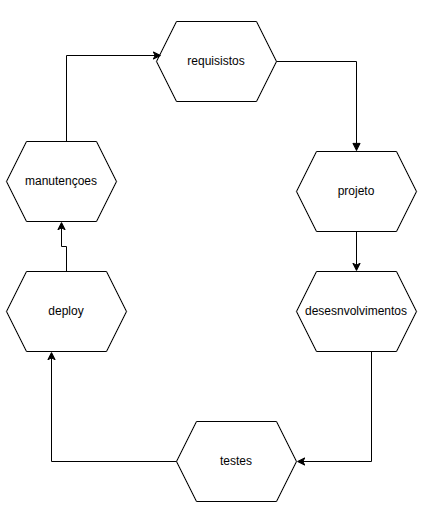 requisistos
projeto
desesnvolvimentos
testes
deploy
manutençoes